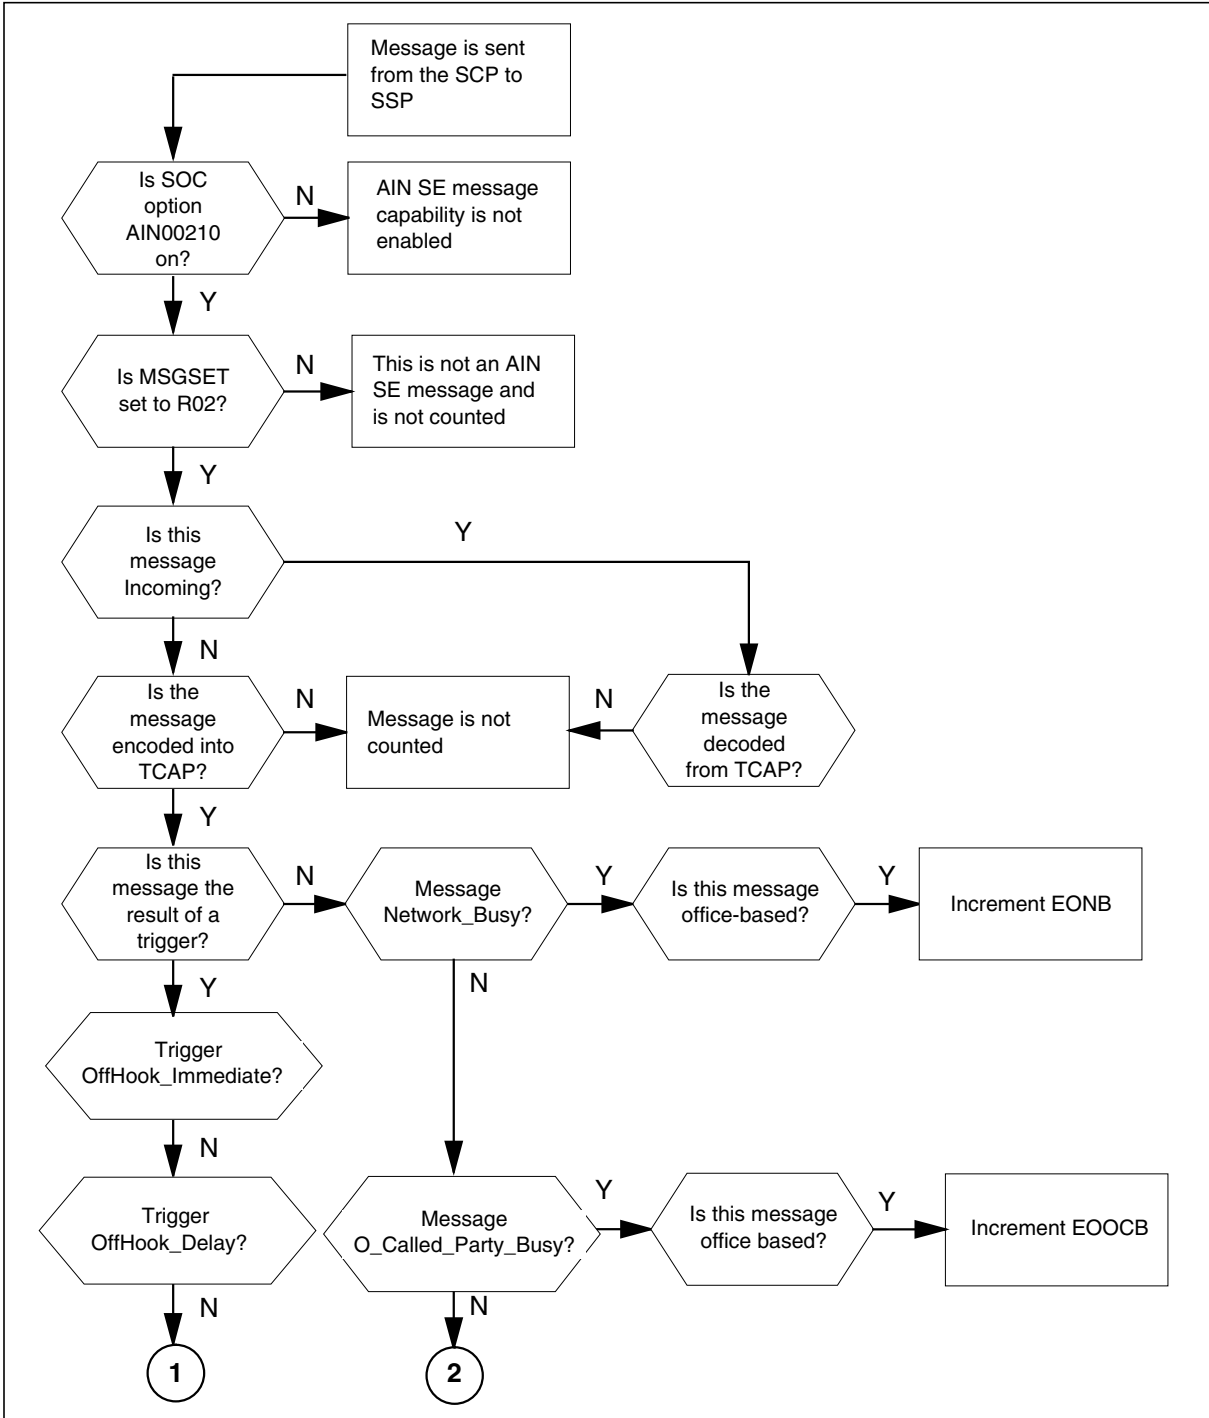 Message is sent
from the SCP to
SSP
Is SOC
option
AIN00210
on?
N
AIN SE message
capability is not
enabled
Y
Is MSGSET
set to R02?
N
This is not an AIN
SE message and
is not counted
Y
Is this
message
Incoming?
Y
N
Is the
message
encoded into
TCAP?
N
Message is not
counted
N
Is the
message
decoded
from TCAP?
Y
Is this
message the
result of a
trigger?
N
Message
Network_Busy?
Y
Is this message
office-based?
Y
Increment EONB
Y
N
Trigger
OffHook_Immediate?
N
Trigger
OffHook_Delay?
Message
O_Called_Party_Busy?
Y
Is this message
office based?
Y
Increment EOOCB
N
N
1
2